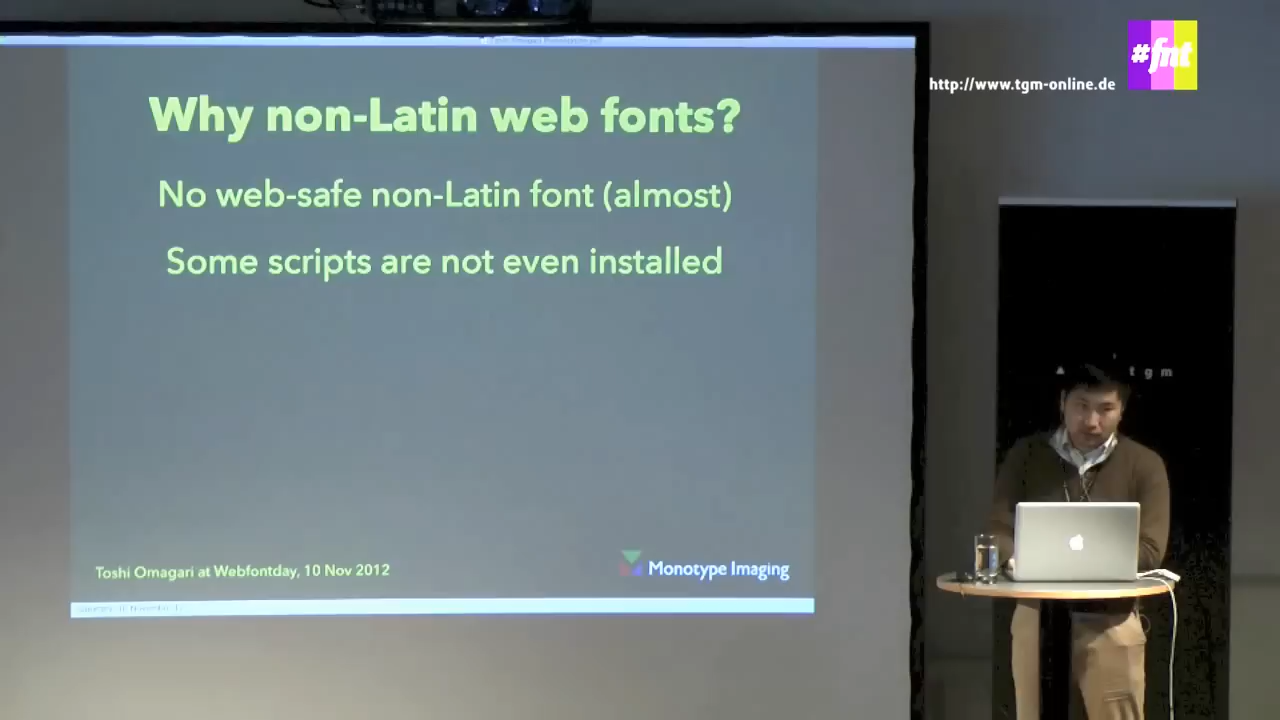 http://www.tgm-online.de
#fnt
Why non-Latin web fonts?
No web-safe non-Latin font (almost)
Some scripts are not even installed
Toshi Omagari at Webfontday, 10 Nov 2012
Monotype Imaging
tgm